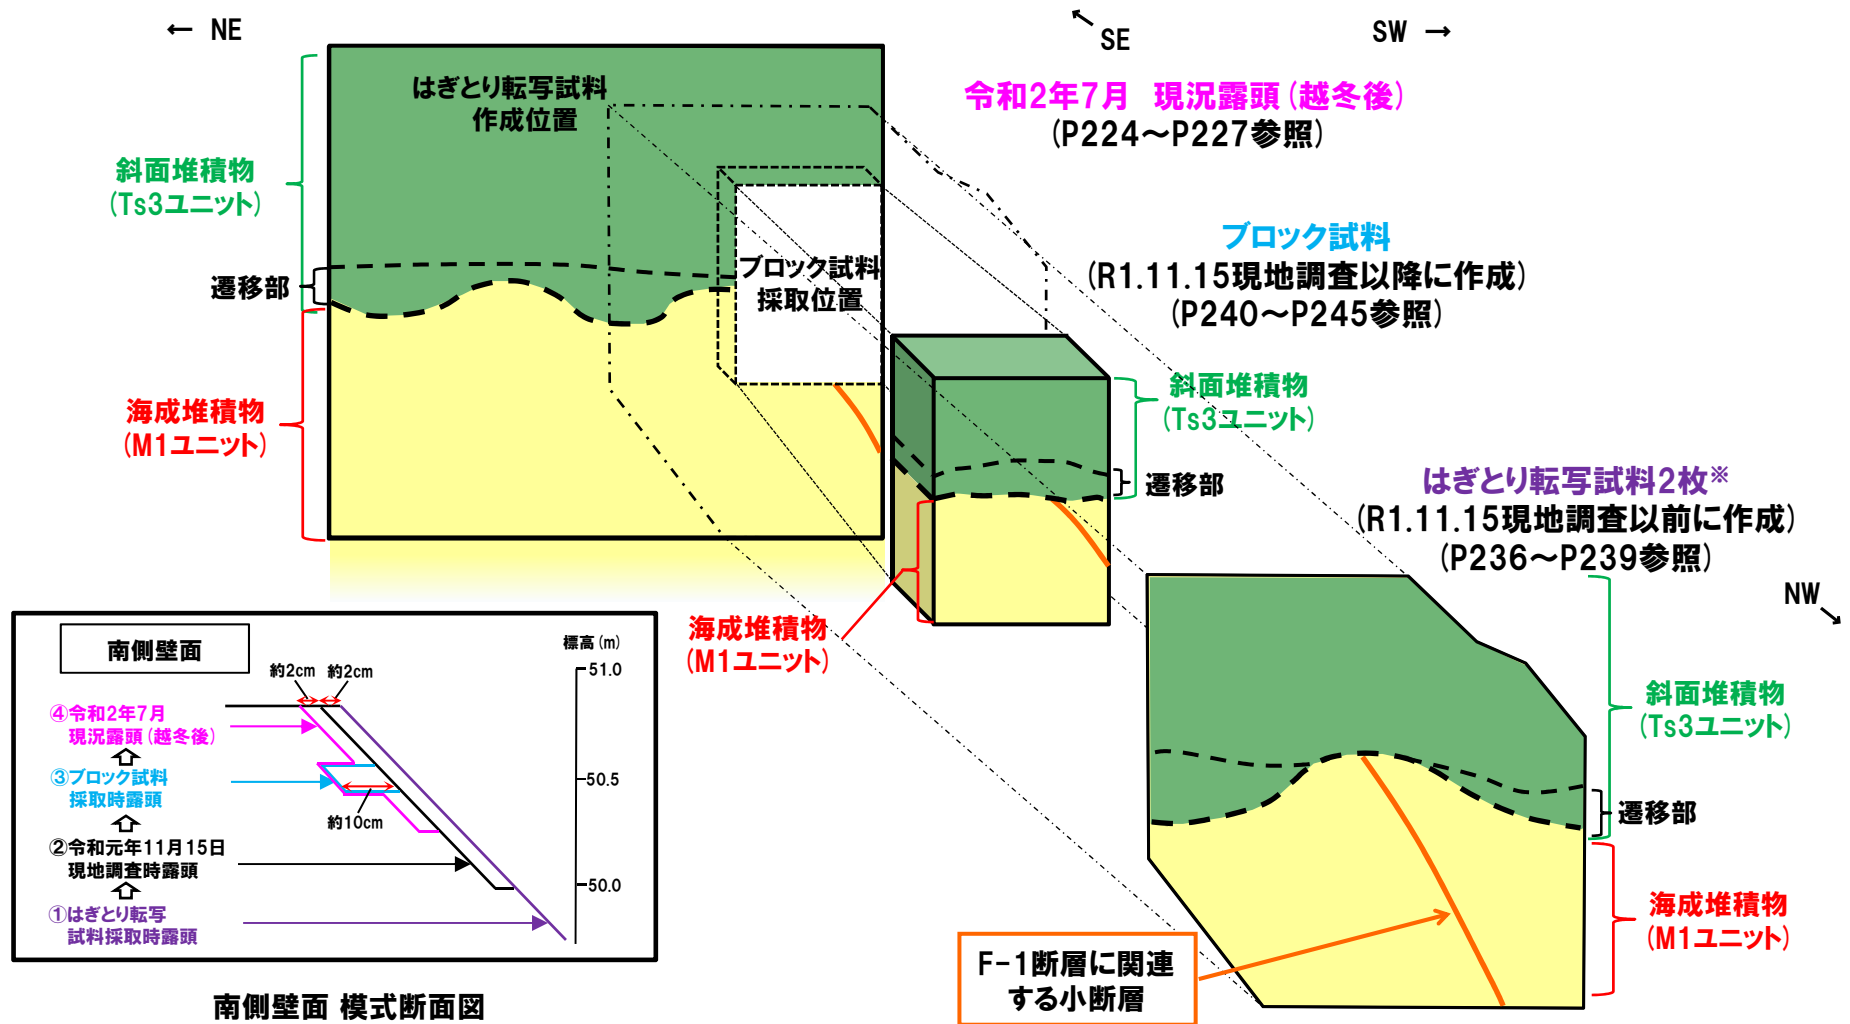 ← NE
SE
SW →
はぎとり転写試料
作成位置
令和2年7月 現況露頭(越冬後)
(P224～P227参照)
斜面堆積物
(Ts3ユニット)
ブロック試料
(R1.11.15現地調査以降に作成)
(P240～P245参照)
遷移部
ブロック試料
採取位置
海成堆積物
(M1ユニット)
斜面堆積物
(Ts3ユニット)
遷移部
はぎとり転写試料2枚※
(R1.11.15現地調査以前に作成)
(P236～P239参照)
NW
海成堆積物
(M1ユニット)
斜面堆積物
(Ts3ユニット)
遷移部
海成堆積物
(M1ユニット)
F-1断層に関連
する小断層
南側壁面
標高(m)
約2cm 約2cm
51.0
④令和2年7月
現況露頭(越冬後)
③ブロック試料
採取時露頭
50.5
約10cm
②令和元年11月15日
現地調査時露頭
50.0
①はぎとり転写
試料採取時露頭
南側壁面 模式断面図